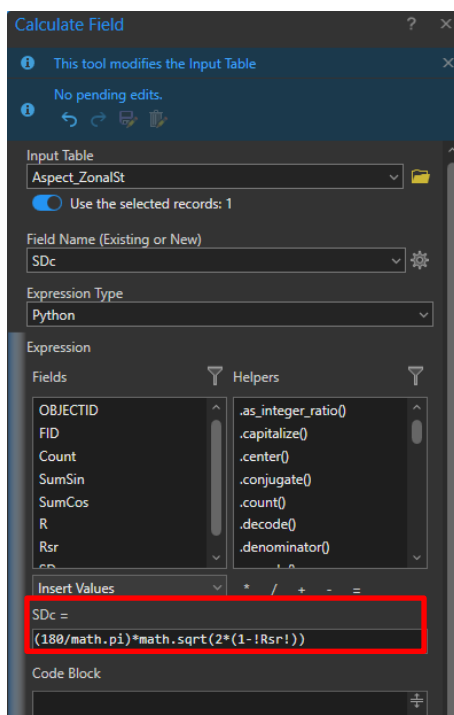 Calculate Field ? ×
This tool modifies the Input Table ×
No pending edits.
Input Table
Aspect_ZonalSt
Use the selected records: 1
Field Name (Existing or New)
SDc
Expression Type
Python
Expression
Fields Helpers
OBJECTID .as_integer_ratio()
FID .capitalize()
Count .center()
SumSin .conjugate()
SumCos .count()
R .decode()
Rsr .denominator()
Insert Values * / + - =
SDc =
(180/math.pi)*math.sqrt(2*(1-!Rsr!))
Code Block